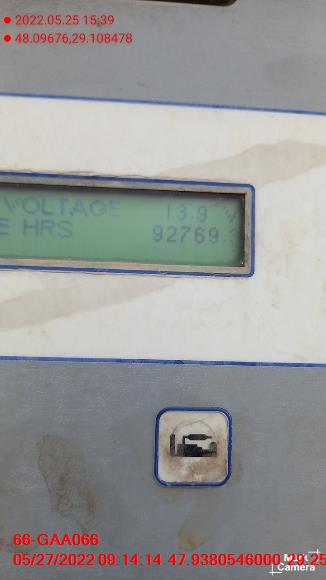 2022.05.25 15:39
48.09676,29.108478
VOLTAGE 13.9 V
E HRS 92769.3
66-GAA066
05/27/2022 09:14:14 47.9380546000, 29.25
Mark
Camera